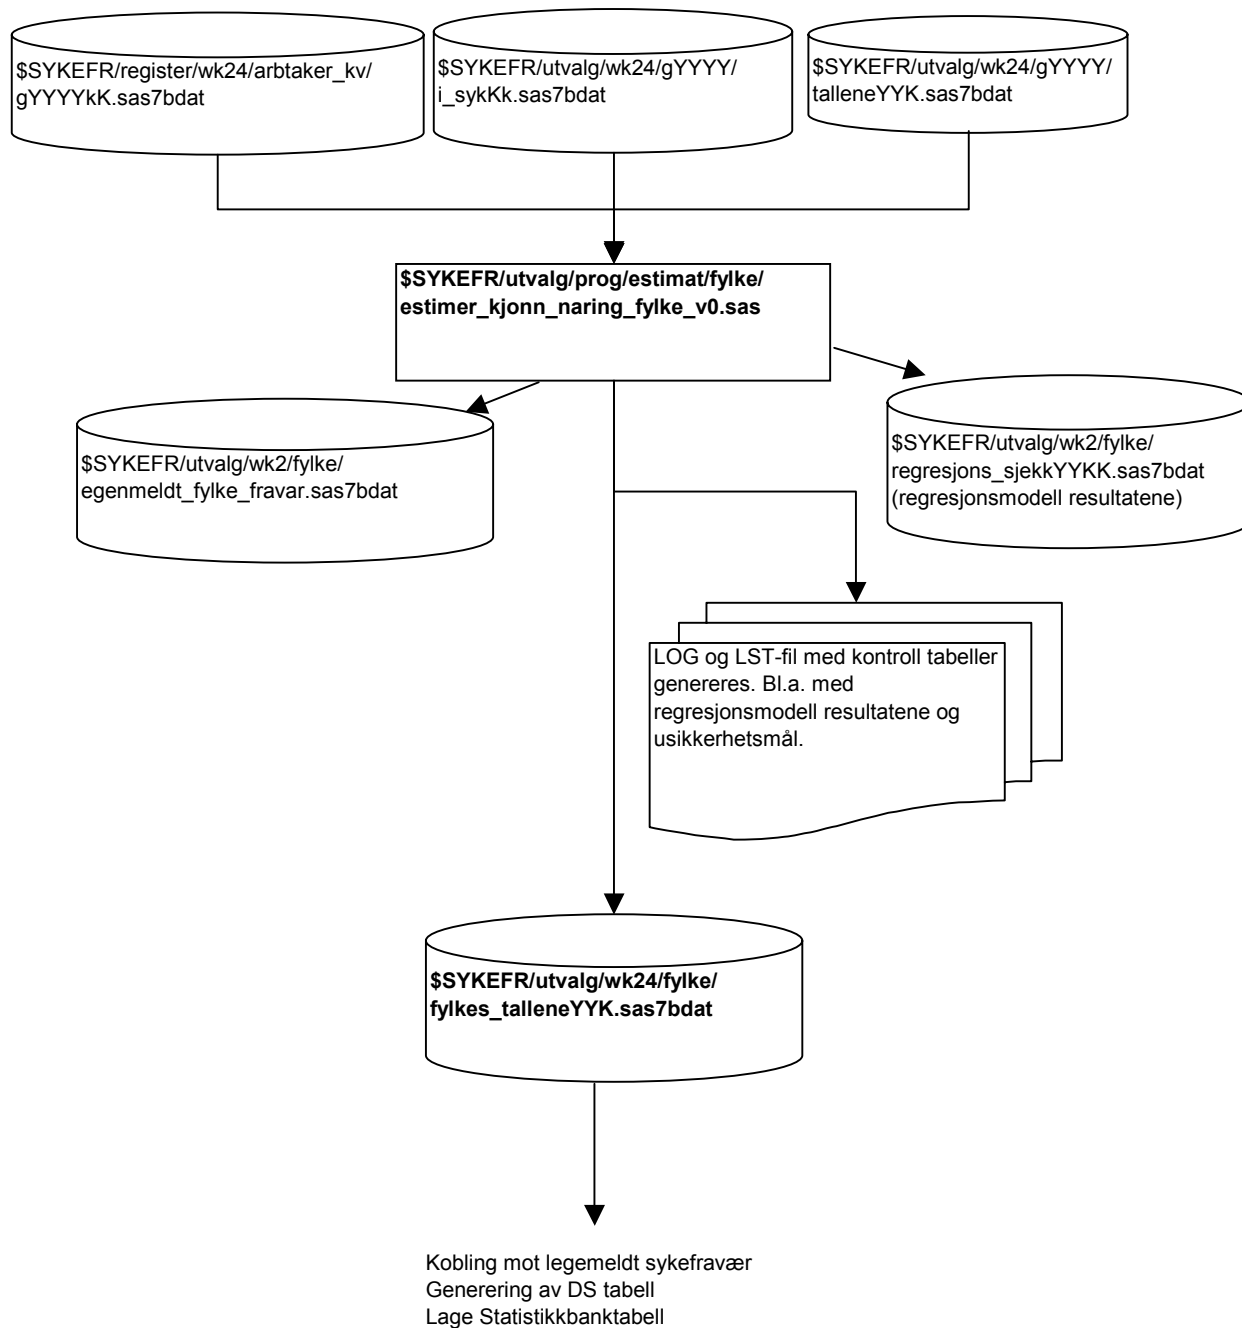 $SYKEFR/register/wk24/arbtaker_kv/
gYYYYkK.sas7bdat
$SYKEFR/utvalg/wk24/gYYYY/
i_sykKk.sas7bdat
$SYKEFR/utvalg/wk24/gYYYY/
talleneYYK.sas7bdat
$SYKEFR/utvalg/prog/estimat/fylke/
estimer_kjonn_naring_fylke_v0.sas
$SYKEFR/utvalg/wk2/fylke/
egenmeldt_fylke_fravar.sas7bdat
$SYKEFR/utvalg/wk2/fylke/
regresjons_sjekkYYKK.sas7bdat
(regresjonsmodell resultatene)
LOG og LST-fil med kontroll tabeller
genereres. Bl.a. med
regresjonsmodell resultatene og
usikkerhetsmål.
$SYKEFR/utvalg/wk24/fylke/
fylkes_talleneYYK.sas7bdat
Kobling mot legemeldt sykefravær
Generering av DS tabell
Lage Statistikkbanktabell